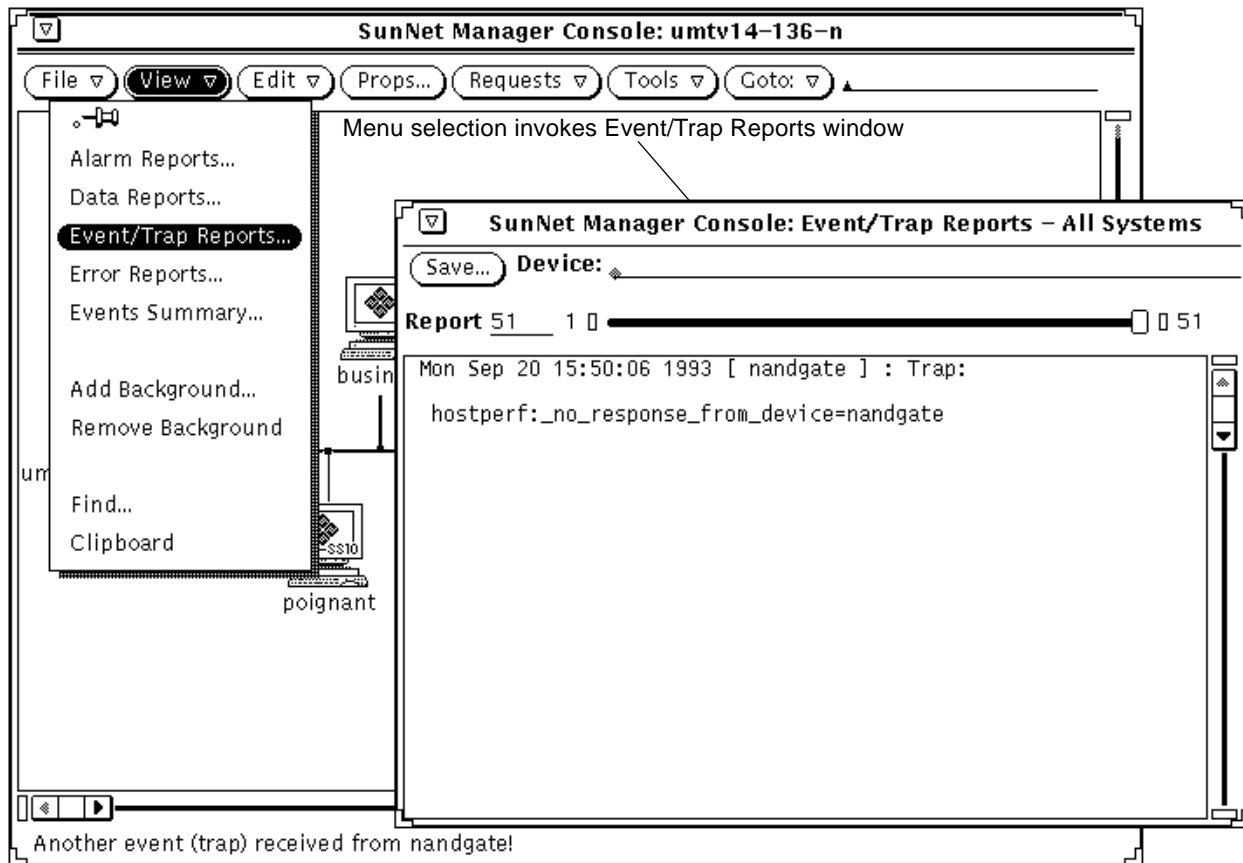 SunNet Manager Console: umtv14-136-n
File View Edit Props... Requests Tools Goto:
Menu selection invokes Event/Trap Reports window
Alarm Reports...
Data Reports...
Event/Trap Reports...
Error Reports...
Events Summary...
Add Background...
Remove Background
Find...
Clipboard
busin
um
-SS10
poignant
SunNet Manager Console: Event/Trap Reports - All Systems
Save... Device:
Report 51 1 51
Mon Sep 20 15:50:06 1993 [ nandgate ] : Trap:
hostperf:_no_response_from_device=nandgate
Another event (trap) received from nandgate!